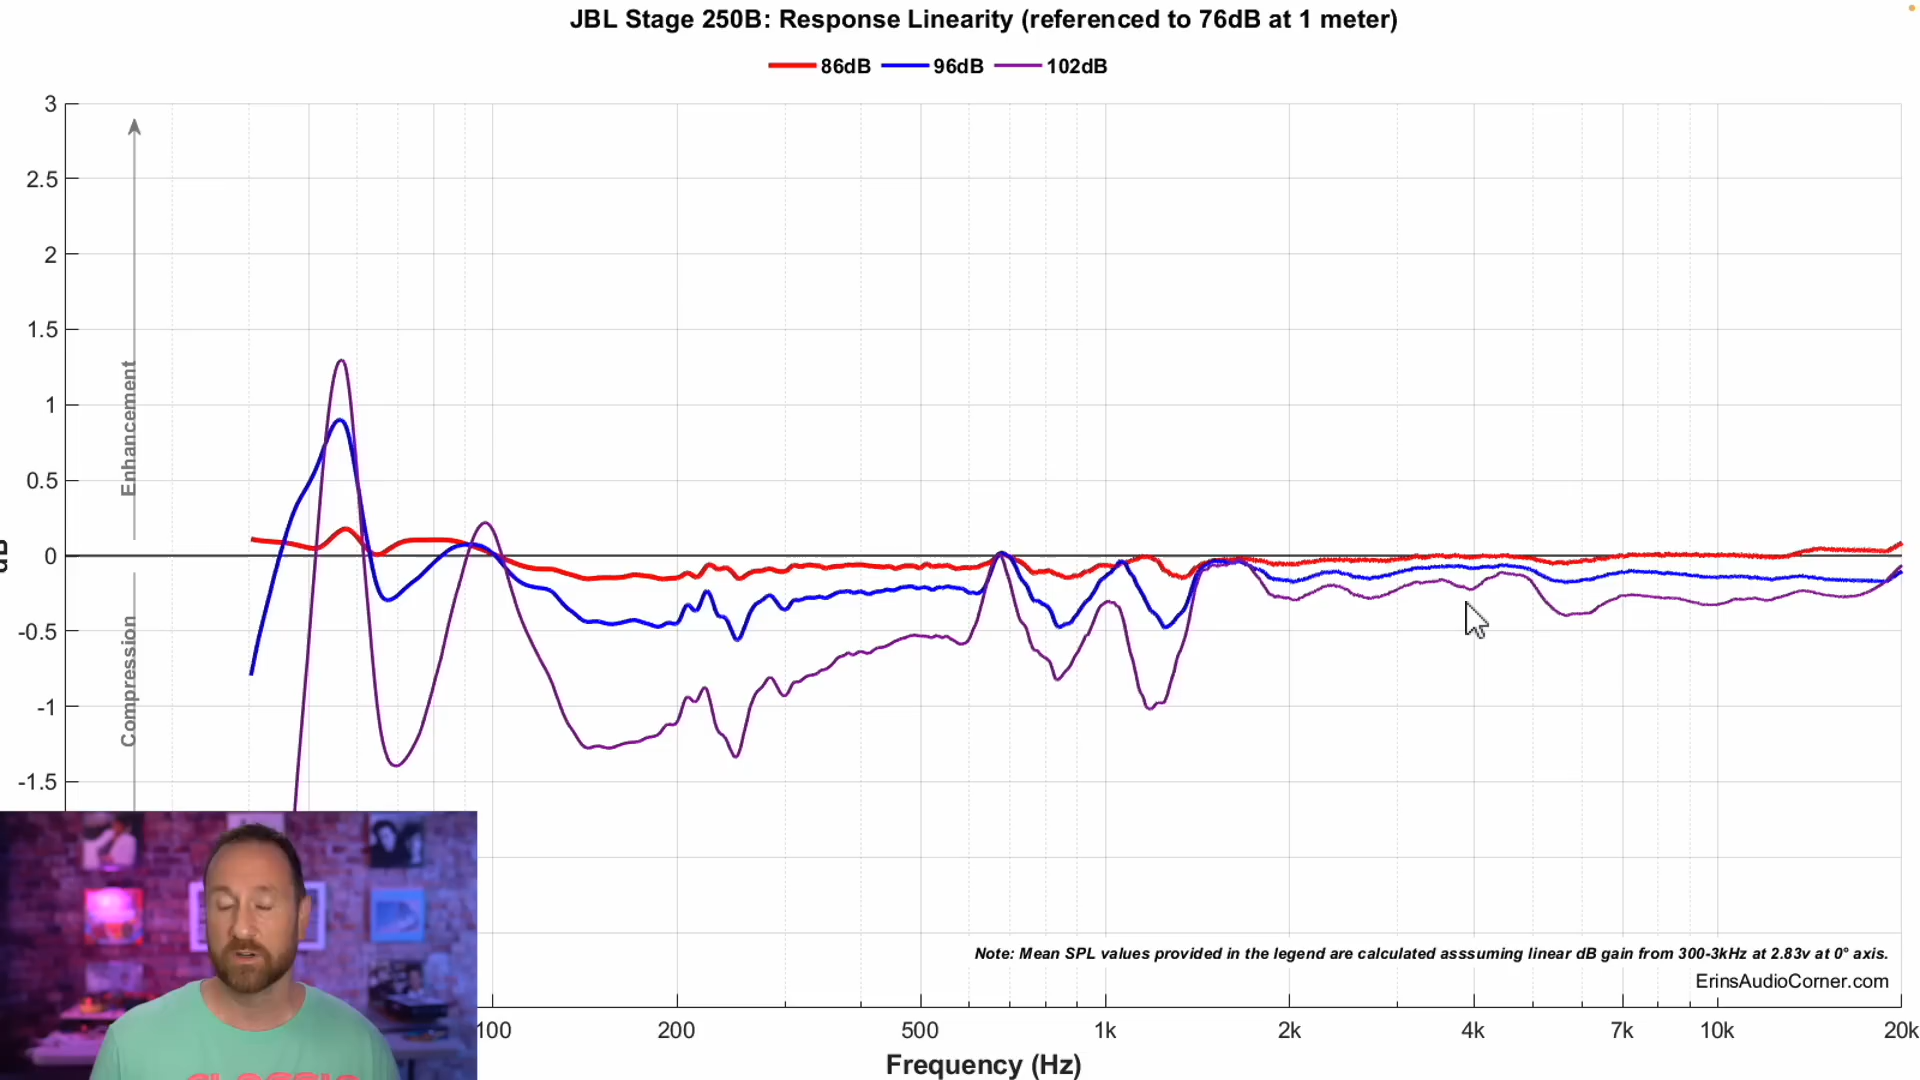 JBL Stage 250B: Response Linearity (referenced to 76dB at 1 meter)
86dB 96dB 102dB
3
2.5
2
1.5
1
0.5
0
-0.5
-1
-1.5
dB
Enhancement
Compression
Note: Mean SPL values provided in the legend are calculated asssuming linear dB gain from 300-3kHz at 2.83v at 0° axis.
ErinsAudioCorner.com
100 200 500 1k 2k 4k 7k 10k 20k
Frequency (Hz)
CLASSIC